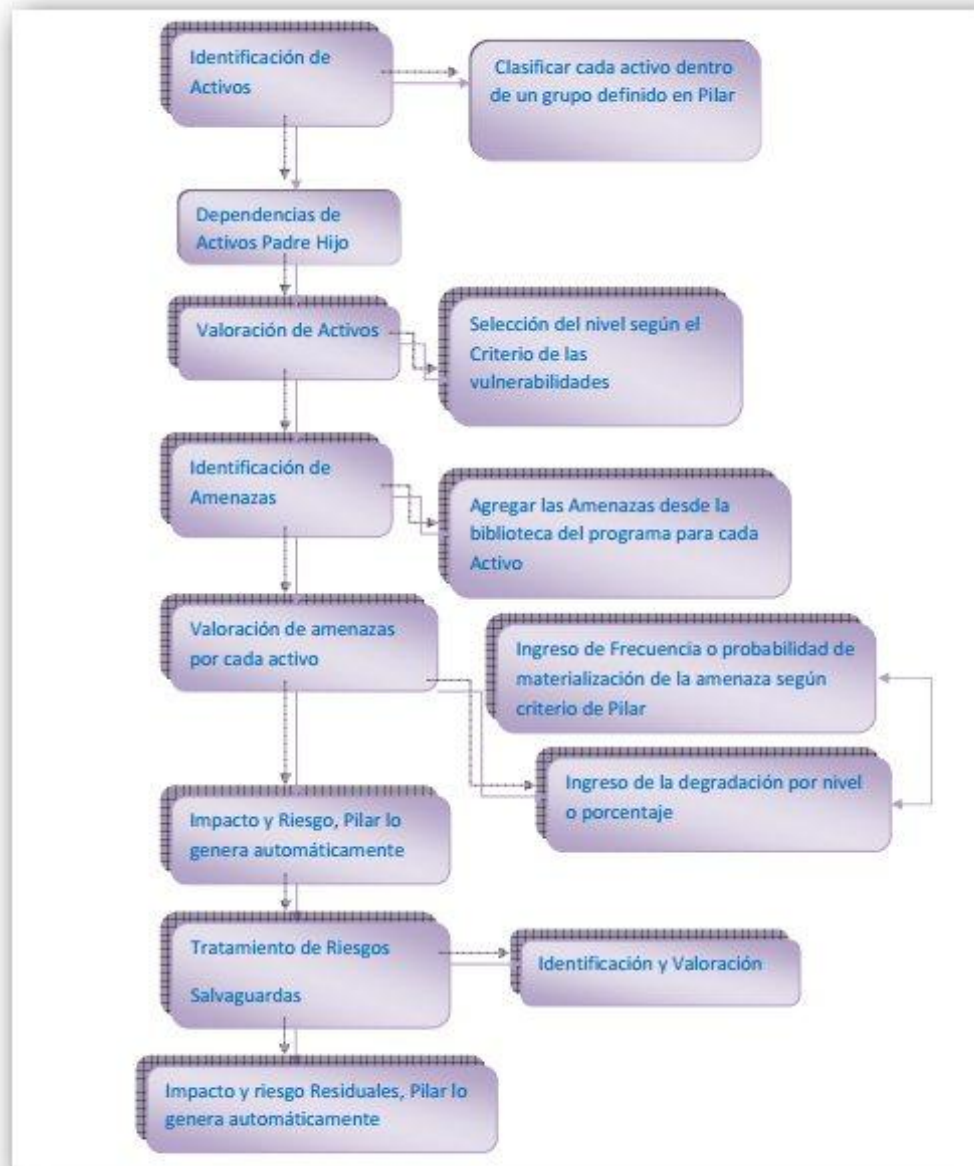 Identificación de
Activos
Clasificar cada activo dentro
de un grupo definido en Pilar
Dependencias de
Activos Padre Hijo
Valoración de Activos
Selección del nivel según el
Criterio de las
vulnerabilidades
Identificación de
Amenazas
Agregar las Amenazas desde la
biblioteca del programa para cada
Activo
Valoración de amenazas
por cada activo
Ingreso de Frecuencia o probabilidad de
materialización de la amenaza según
criterio de Pilar
Ingreso de la degradación por nivel
o porcentaje
Impacto y Riesgo, Pilar lo
genera automáticamente
Tratamiento de Riesgos
Salvaguardas
Identificación y Valoración
Impacto y riesgo Residuales, Pilar lo
genera automáticamente